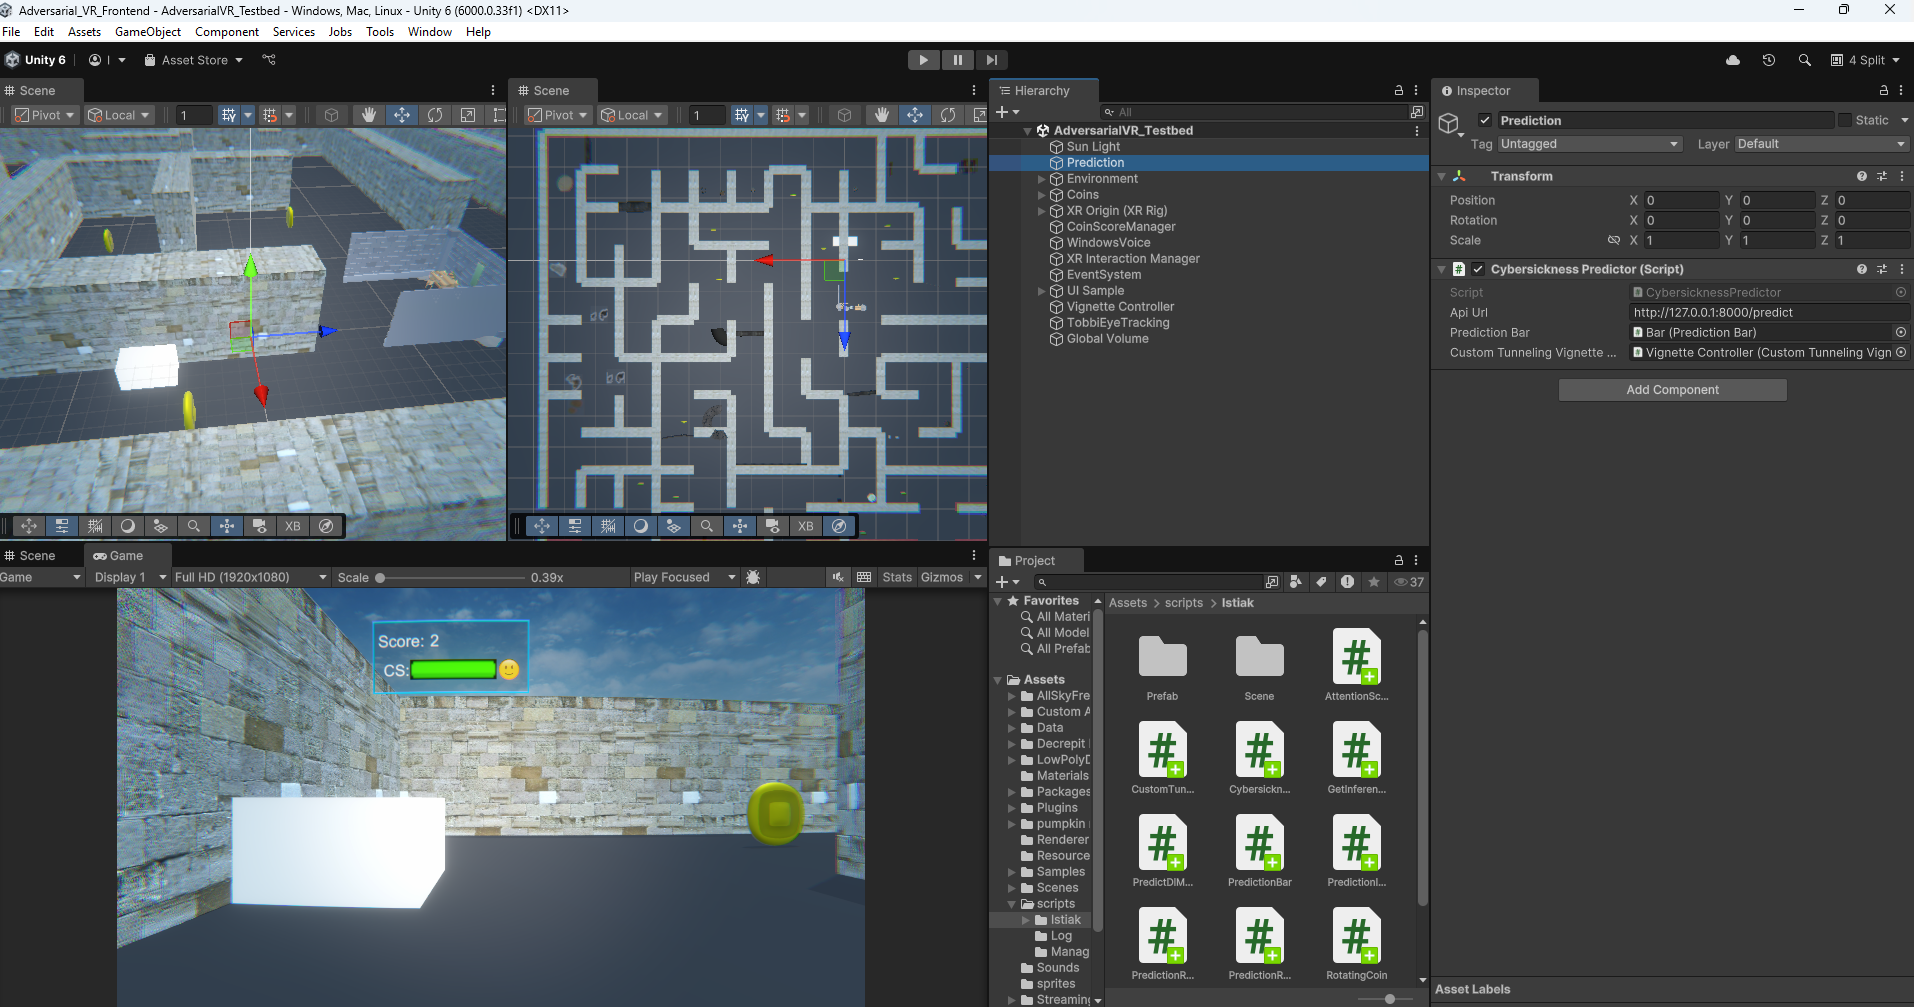 Adversarial_VR_Frontend - AdversarialVR_Testbed - Windows, Mac, Linux - Unity 6 (6000.0.33f1) <DX11>
File Edit Assets GameObject Component Services Jobs Tools Window Help
Unity 6 I Asset Store 4 Split
Scene
Pivot Local 1
XB
Scene
Pivot Local 1
XB
Scene Game
Game Display 1 Full HD (1920x1080) Scale 0.39x Play Focused Stats Gizmos
Score: 2
CS:
Hierarchy
All
AdversarialVR_Testbed
Sun Light
Prediction
Environment
Coins
XR Origin (XR Rig)
CoinScoreManager
WindowsVoice
XR Interaction Manager
EventSystem
UI Sample
Vignette Controller
TobbiEyeTracking
Global Volume
Project
37
Favorites
All Materi
All Model
All Prefab
Assets
AllSkyFre
Custom A
Data
Decrepit
LowPolyD
Materials
Packages
Plugins
pumpkin
Renderer
Resource
Samples
Scenes
scripts
Istiak
Log
Manag
Sounds
sprites
Streaming
Assets > scripts > Istiak
Prefab Scene AttentionSc...
CustomTun... Cybersickn... GetInferen...
PredictDIM... PredictionBar PredictionI...
PredictionR... PredictionR... RotatingCoin
Inspector
Prediction Static
Tag Untagged Layer Default
Transform
Position X 0 Y 0 Z 0
Rotation X 0 Y 0 Z 0
Scale X 1 Y 1 Z 1
Cybersickness Predictor (Script)
Script CybersicknessPredictor
Api Url http://127.0.0.1:8000/predict
Prediction Bar Bar (Prediction Bar)
Custom Tunneling Vignette ... Vignette Controller (Custom Tunneling Vign
Add Component
Asset Labels